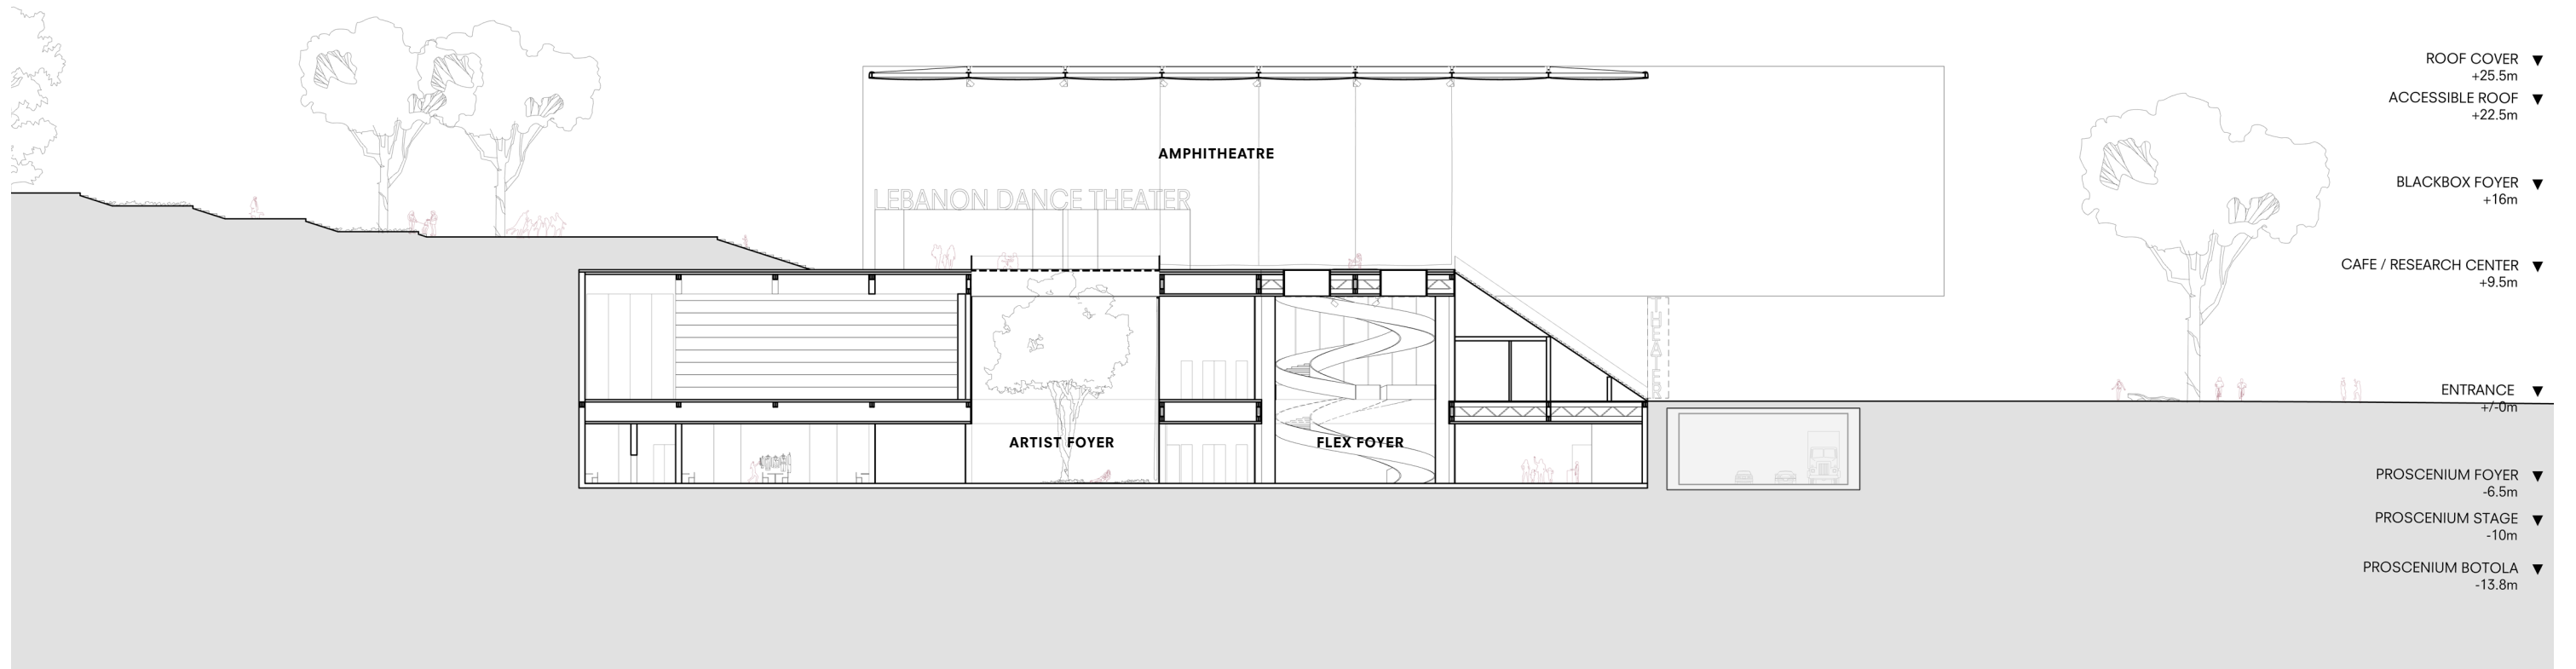 ROOF COVER
+25.5m
ACCESSIBLE ROOF
+22.5m
AMPHITHEATRE
BLACKBOX FOYER
+16m
LEBANON DANCE THEATER
CAFE / RESEARCH CENTER
+9.5m
THEATER
ENTRANCE
+/-0m
ARTIST FOYER
FLEX FOYER
PROSCENIUM FOYER
-6.5m
PROSCENIUM STAGE
-10m
PROSCENIUM BOTOLA
-13.8m